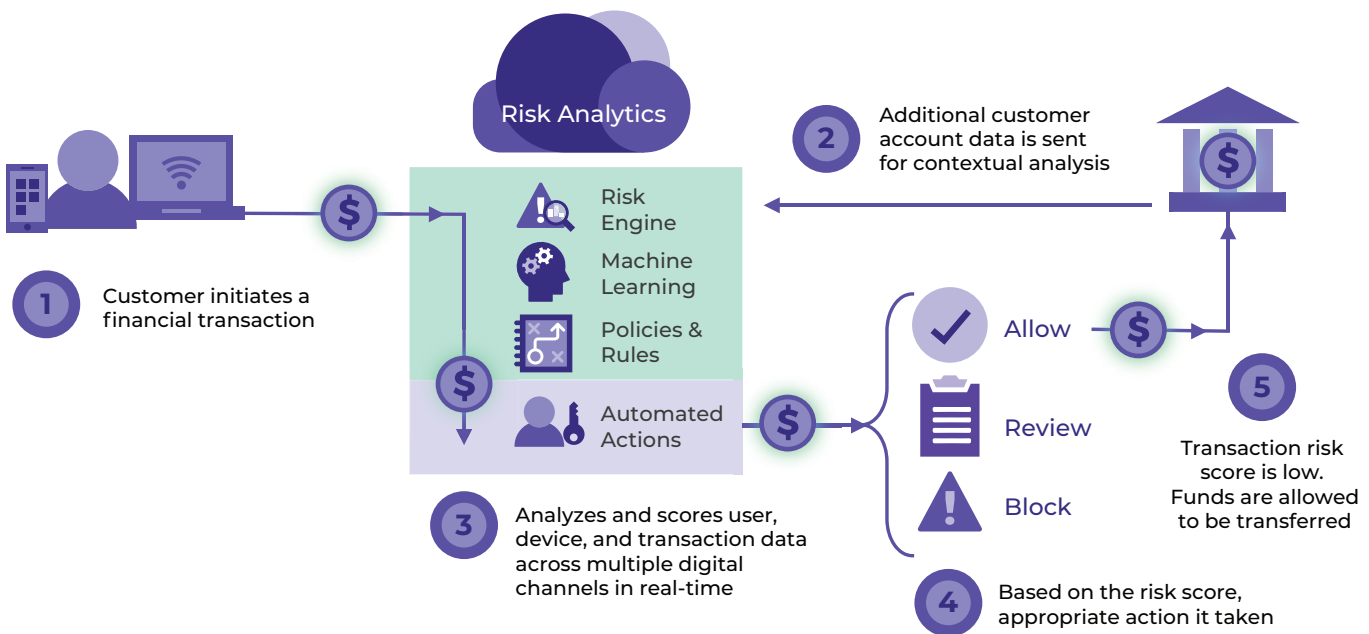 Risk Analytics
1
Customer initiates a
financial transaction
2
Additional customer
account data is sent
for contextual analysis
$
$
Risk
Engine
Machine
Learning
Policies &
Rules
$
Automated
Actions
$
3
Analyzes and scores user,
device, and transaction data
across multiple digital
channels in real-time
Allow
Review
Block
4
Based on the risk score,
appropriate action it taken
$
5
Transaction risk
score is low.
Funds are allowed
to be transferred